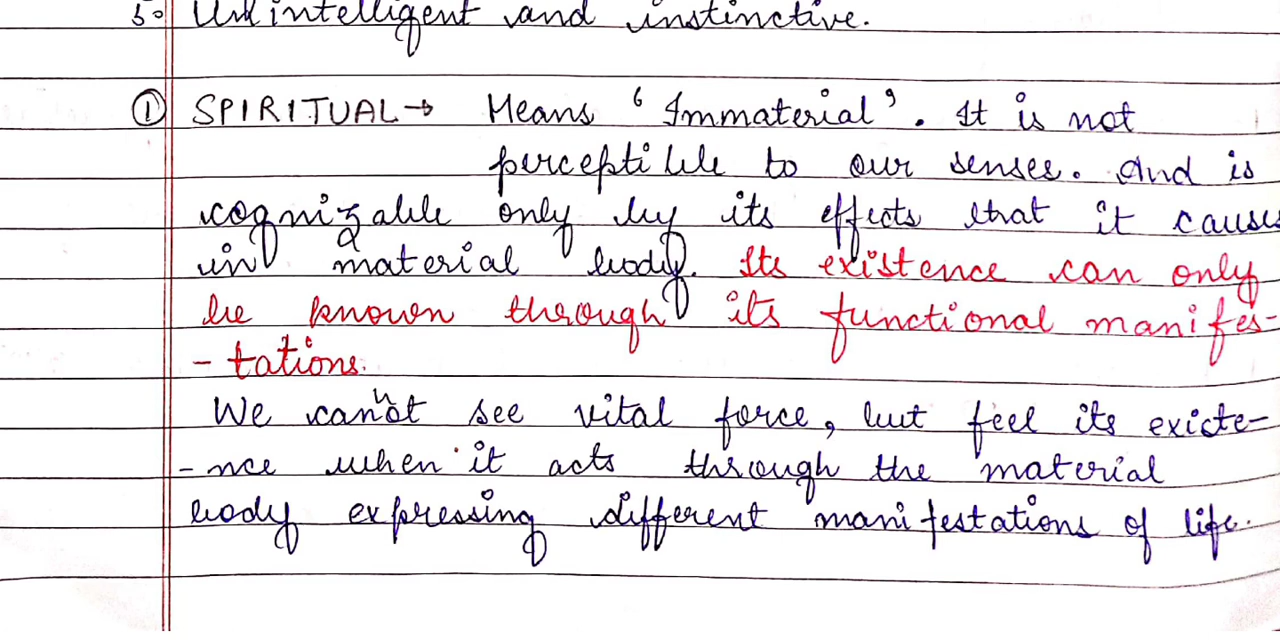 5. Unintelligent and instinctive.
① SPIRITUAL → Means 'Immaterial'. It is not
perceptible to our senses. And is
cognizable only by its effects that it causes
in a material body. Its existence can only
be known through its functional manifes-
- tations.
We cannot see vital force, but feel its existe-
- nce when it acts through the material
body expressing different manifestations of life.